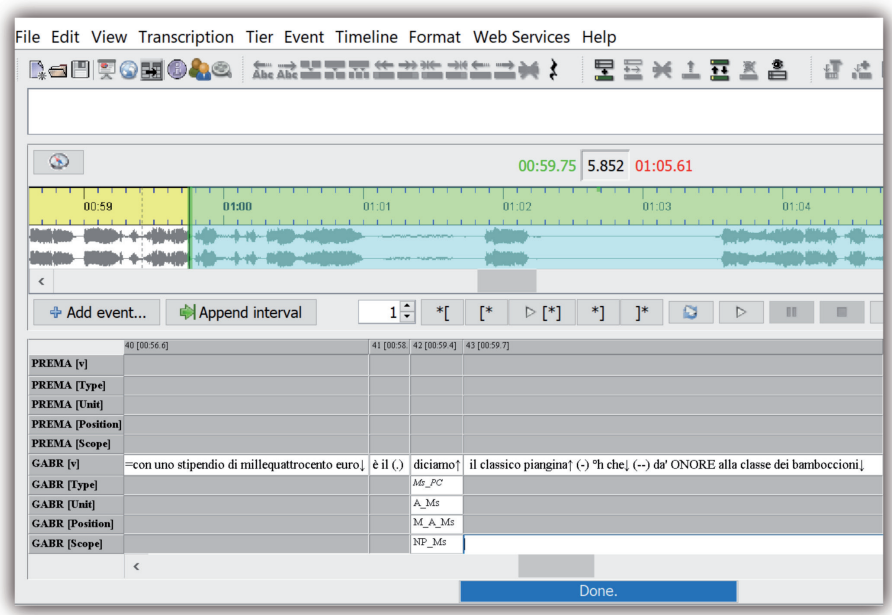 File Edit View Transcription Tier Event Timeline Format Web Services Help
Abc Abc
00:59.75 5.852 01:05.61
00:59 01:00 01:01 01:02 01:03 01:04
Add event... Append interval 1 *[ [* ▷ [*] *] ]*
40 [00:56.6] 41 [00:58. 42 [00:59.4] 43 [00:59.7]
PREMA [v]
PREMA [Type]
PREMA [Unit]
PREMA [Position]
PREMA [Scope]
GABR [v] =con uno stipendio di millequattrocento euro↓ è il (.) diciamo↑ il classico piangina↑ (-) °h che↓ (--) da' ONORE alla classe dei bamboccioni↓
GABR [Type] Ms_PC
GABR [Unit] A_Ms
GABR [Position] M_A_Ms
GABR [Scope] NP_Ms
Done.